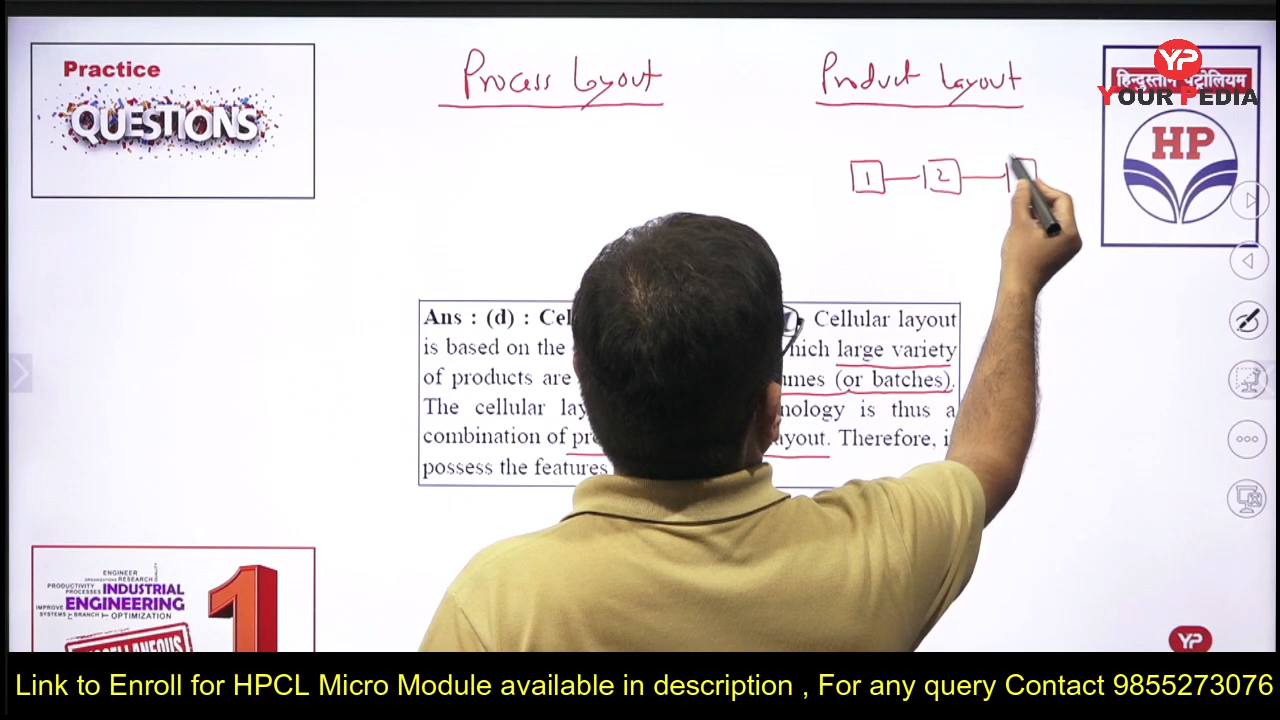 Practice
QUESTIONS
Process Layout
Product Layout
हिन्दुस्तान पेट्रोलियम
YP
YOUR PEDIA
HP
1
2
Ans : (d) : Cel
Cellular layout
is based on the
hich large variety
of products are
umes (or batches).
The cellular lay
nology is thus a
combination of pro
ayout. Therefore, i
possess the features
ENGINEER
ORGANIZATIONS RESEARCH
QUALITY
PRODUCTIVITY
PROCESSES
INDUSTRIAL
IMPROVE
ENGINEERING
SYSTEMS
BRANCH
OPTIMIZATION
1
YP
Link to Enroll for HPCL Micro Module available in description , For any query Contact 9855273076